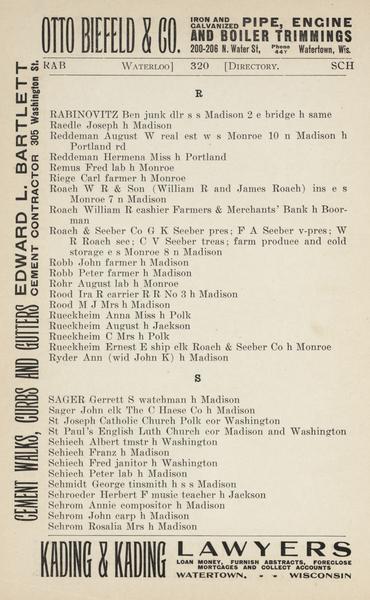 OTTO BIEFELD & CO. IRON AND GALVANIZED PIPE, ENGINE
AND BOILER TRIMMINGS
200-206 N. Water St, Phone 447 Watertown, Wis.
RAB WATERLOO] 320 [DIRECTORY. SCH
R
RABINOVITZ Ben junk dlr s s Madison 2 e bridge h same
Raedle Joseph h Madison
Reddeman August W real est w s Monroe 10 n Madison h
Portland rd
Reddeman Hermena Miss h Portland
Remus Fred lab h Monroe
Riege Carl farmer h Monroe
Roach W R & Son (William R and James Roach) ins e s
Monroe 7 n Madison
Roach William R cashier Farmers & Merchants' Bank h Boor-
man
Roach & Seeber Co G K Seeber pres; F A Seeber v-pres; W
R Roach sec; C V Seeber treas; farm produce and cold
storage e s Monroe 8 n Madison
Robb John farmer h Madison
Robb Peter farmer h Madison
Rohr August lab h Monroe
Rood Ira R carrier R R No 3 h Madison
Rood M J Mrs h Madison
Rueckheim Anna Miss h Polk
Rueckheim August h Jackson
Rueckheim C Mrs h Polk
Rueckheim Ernest E ship clk Roach & Seeber Co h Monroe
Ryder Ann (wid John K) h Madison
S
SAGER Gerrett S watchman h Madison
Sager John clk The C Haese Co h Madison
St Joseph Catholic Church Polk cor Washington
St Paul's English Luth Church cor Madison and Washington
Schiech Albert tmstr h Washington
Schiech Franz h Madison
Schiech Fred janitor h Washington
Schiech Peter lab h Madison
Schmidt George tinsmith h s s Madison
Schroeder Herbert F music teacher h Jackson
Schrom Annie compositor h Madison
Schrom John carp h Madison
Schrom Rosalia Mrs h Madison
CEMENT WALKS, CURBS AND GUTTERS EDWARD L. BARTLETT
CEMENT CONTRACTOR 305 Washington St.
KADING & KADING LAWYERS
LOAN MONEY, FURNISH ABSTRACTS, FORECLOSE
MORTGAGES AND COLLECT ACCOUNTS
WATERTOWN, - - WISCONSIN